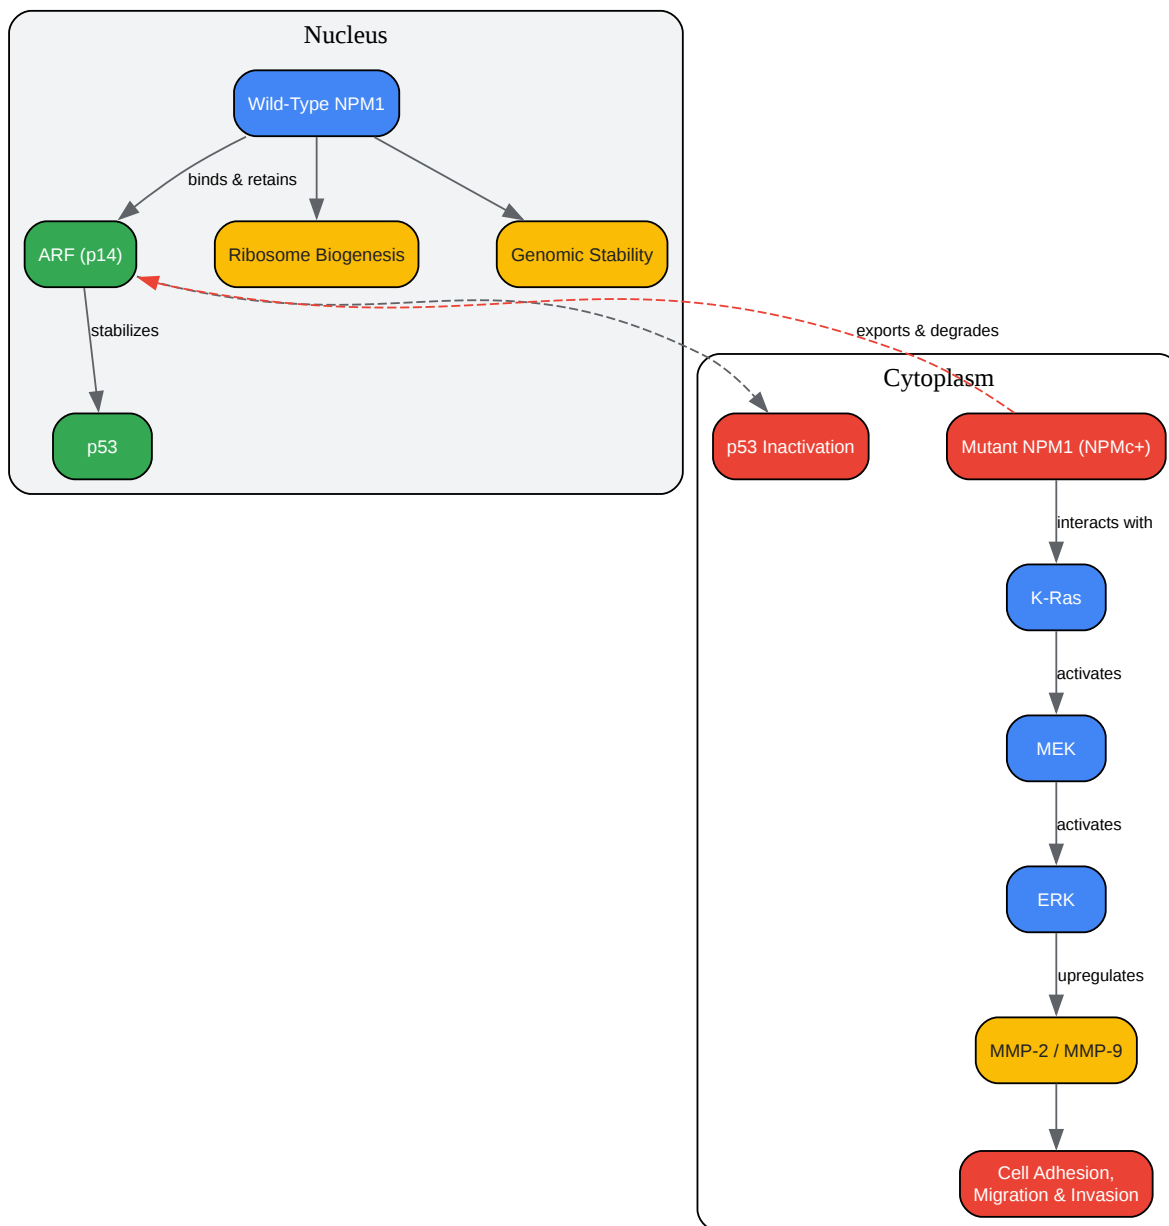 Nucleus
Wild-Type NPM1
binds & retains
ARF (p14)
Ribosome Biogenesis
Genomic Stability
stabilizes
exports & degrades
Cytoplasm
p53
p53 Inactivation
Mutant NPM1 (NPMc+)
interacts with
K-Ras
activates
MEK
activates
ERK
upregulates
MMP-2 / MMP-9
Cell Adhesion,
Migration & Invasion